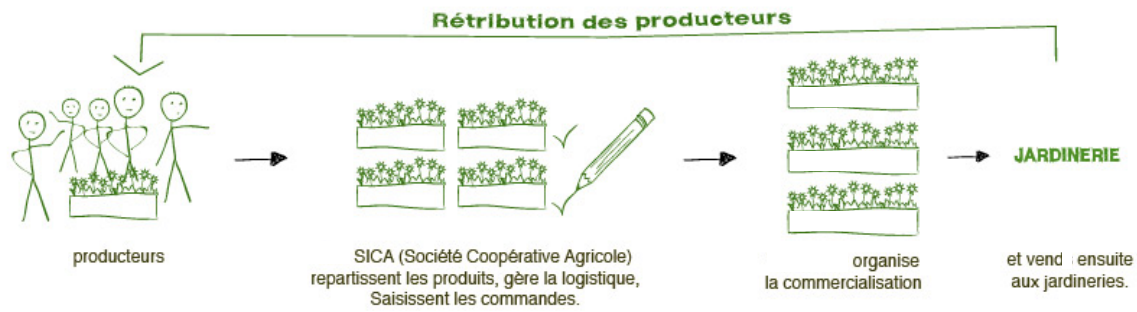 Rétribution des producteurs
JARDINERIE
producteurs
SICA (Société Coopérative Agricole)
repartissent les produits, gère la logistique,
Saisissent les commandes.
organise
la commercialisation
et vend ensuite
aux jardineries.